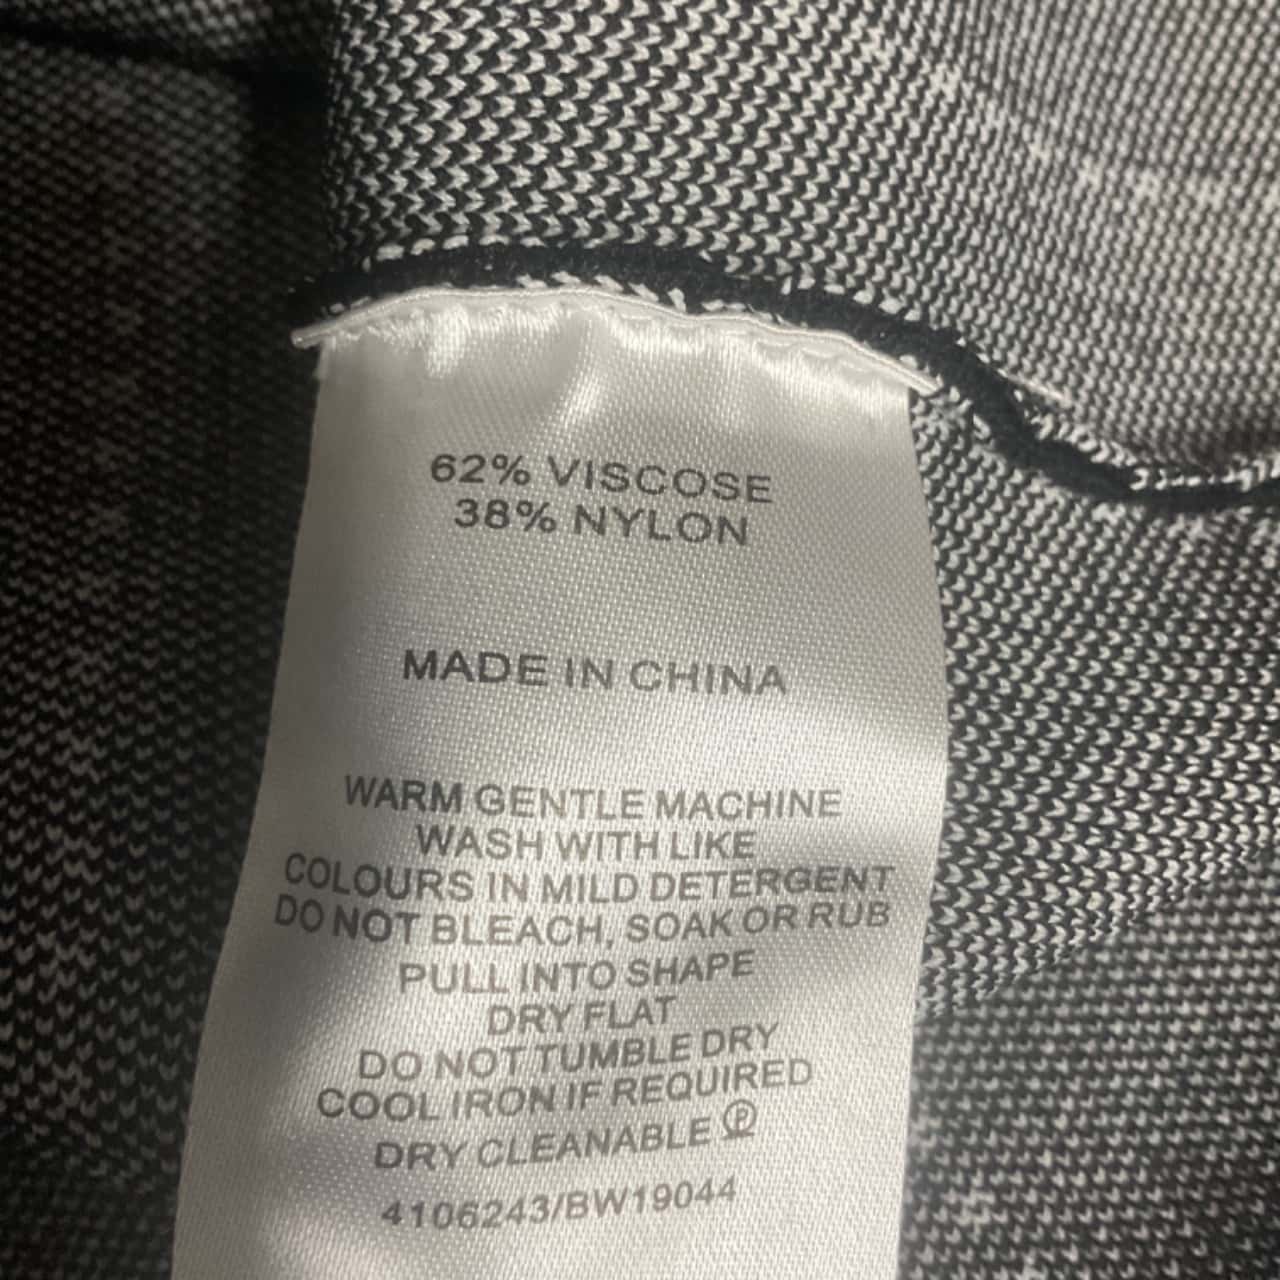 62% VISCOSE
38% NYLON
MADE IN CHINA
WARM GENTLE MACHINE
WASH WITH LIKE
COLOURS IN MILD DETERGENT
DO NOT BLEACH, SOAK OR RUB
PULL INTO SHAPE
DRY FLAT
DO NOT TUMBLE DRY
COOL IRON IF REQUIRED
DRY CLEANABLE Ⓟ
4106243/BW19044